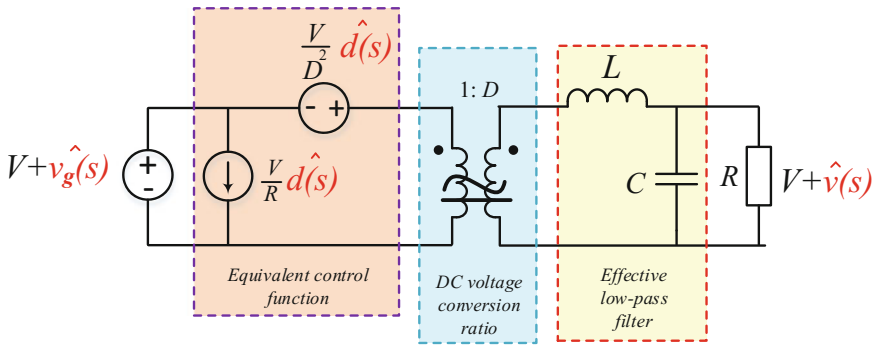 V/D² d̂(s)
1: D
L
V+v̂g(s)
+
-
- +
V/R d̂(s)
C
R
V+v̂(s)
Equivalent control
function
DC voltage
conversion
ratio
Effective
low-pass
filter